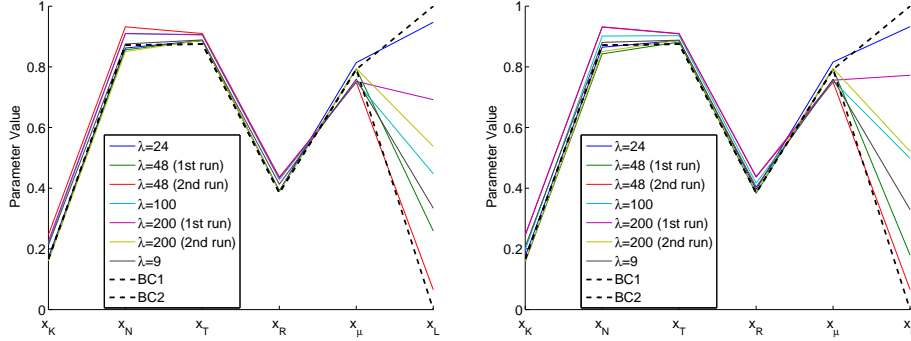 Parameter Value
1
0.8
0.6
0.4
0.2
0
x_K
x_N
x_T
x_R
x_μ
x_L
λ=24
λ=48 (1st run)
λ=48 (2nd run)
λ=100
λ=200 (1st run)
λ=200 (2nd run)
λ=9
BC1
BC2
Parameter Value
1
0.8
0.6
0.4
0.2
0
x_K
x_N
x_T
x_R
x_μ
x
λ=24
λ=48 (1st run)
λ=48 (2nd run)
λ=100
λ=200 (1st run)
λ=200 (2nd run)
λ=9
BC1
BC2